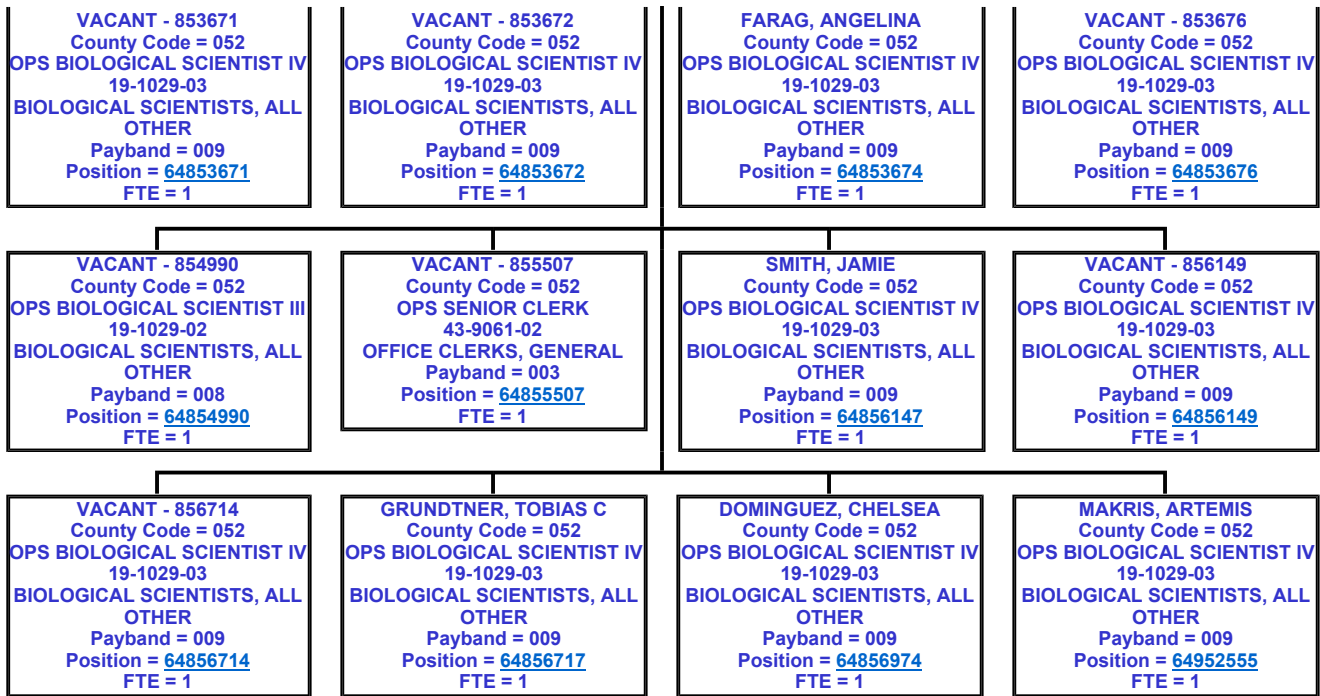 VACANT - 853671
County Code = 052
OPS BIOLOGICAL SCIENTIST IV
19-1029-03
BIOLOGICAL SCIENTISTS, ALL
OTHER
Payband = 009
Position = 64853671
FTE = 1
VACANT - 853672
County Code = 052
OPS BIOLOGICAL SCIENTIST IV
19-1029-03
BIOLOGICAL SCIENTISTS, ALL
OTHER
Payband = 009
Position = 64853672
FTE = 1
FARAG, ANGELINA
County Code = 052
OPS BIOLOGICAL SCIENTIST IV
19-1029-03
BIOLOGICAL SCIENTISTS, ALL
OTHER
Payband = 009
Position = 64853674
FTE = 1
VACANT - 853676
County Code = 052
OPS BIOLOGICAL SCIENTIST IV
19-1029-03
BIOLOGICAL SCIENTISTS, ALL
OTHER
Payband = 009
Position = 64853676
FTE = 1
VACANT - 854990
County Code = 052
OPS BIOLOGICAL SCIENTIST III
19-1029-02
BIOLOGICAL SCIENTISTS, ALL
OTHER
Payband = 008
Position = 64854990
FTE = 1
VACANT - 855507
County Code = 052
OPS SENIOR CLERK
43-9061-02
OFFICE CLERKS, GENERAL
Payband = 003
Position = 64855507
FTE = 1
SMITH, JAMIE
County Code = 052
OPS BIOLOGICAL SCIENTIST IV
19-1029-03
BIOLOGICAL SCIENTISTS, ALL
OTHER
Payband = 009
Position = 64856147
FTE = 1
VACANT - 856149
County Code = 052
OPS BIOLOGICAL SCIENTIST IV
19-1029-03
BIOLOGICAL SCIENTISTS, ALL
OTHER
Payband = 009
Position = 64856149
FTE = 1
VACANT - 856714
County Code = 052
OPS BIOLOGICAL SCIENTIST IV
19-1029-03
BIOLOGICAL SCIENTISTS, ALL
OTHER
Payband = 009
Position = 64856714
FTE = 1
GRUNDTNER, TOBIAS C
County Code = 052
OPS BIOLOGICAL SCIENTIST IV
19-1029-03
BIOLOGICAL SCIENTISTS, ALL
OTHER
Payband = 009
Position = 64856717
FTE = 1
DOMINGUEZ, CHELSEA
County Code = 052
OPS BIOLOGICAL SCIENTIST IV
19-1029-03
BIOLOGICAL SCIENTISTS, ALL
OTHER
Payband = 009
Position = 64856974
FTE = 1
MAKRIS, ARTEMIS
County Code = 052
OPS BIOLOGICAL SCIENTIST IV
19-1029-03
BIOLOGICAL SCIENTISTS, ALL
OTHER
Payband = 009
Position = 64952555
FTE = 1